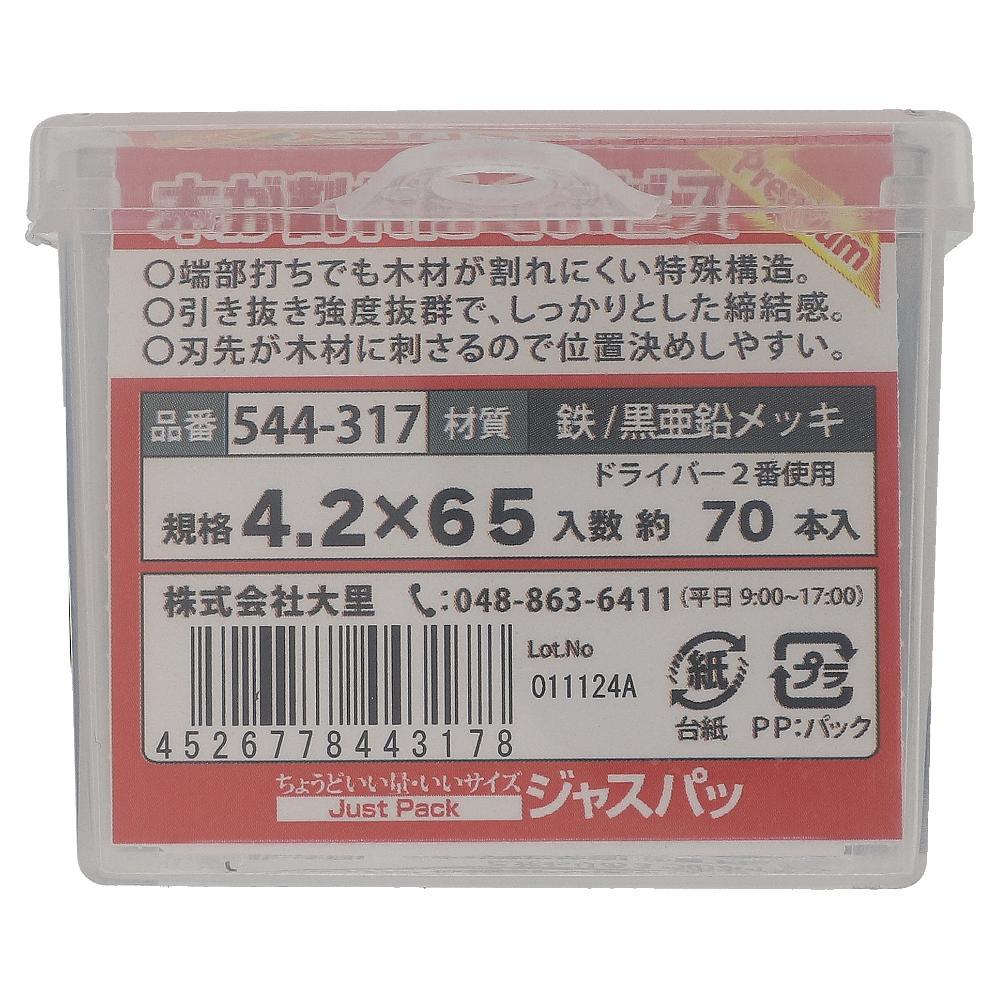 Premium
○端部打ちでも木材が割れにくい特殊構造。
○引き抜き強度抜群で、しっかりとした締結感。
○刃先が木材に刺さるので位置決めしやすい。
品番 544-317 材質 鉄/黒亜鉛メッキ
ドライバー2番使用
規格 4.2×65 入数 約 70 本入
株式会社大里 :048-863-6411(平日 9:00~17:00)
Lot.No
011124A
紙 プラ
台紙 PP:パック
4526778443178
ちょうどいい量・いいサイズ
Just Pack
ジャスパッ